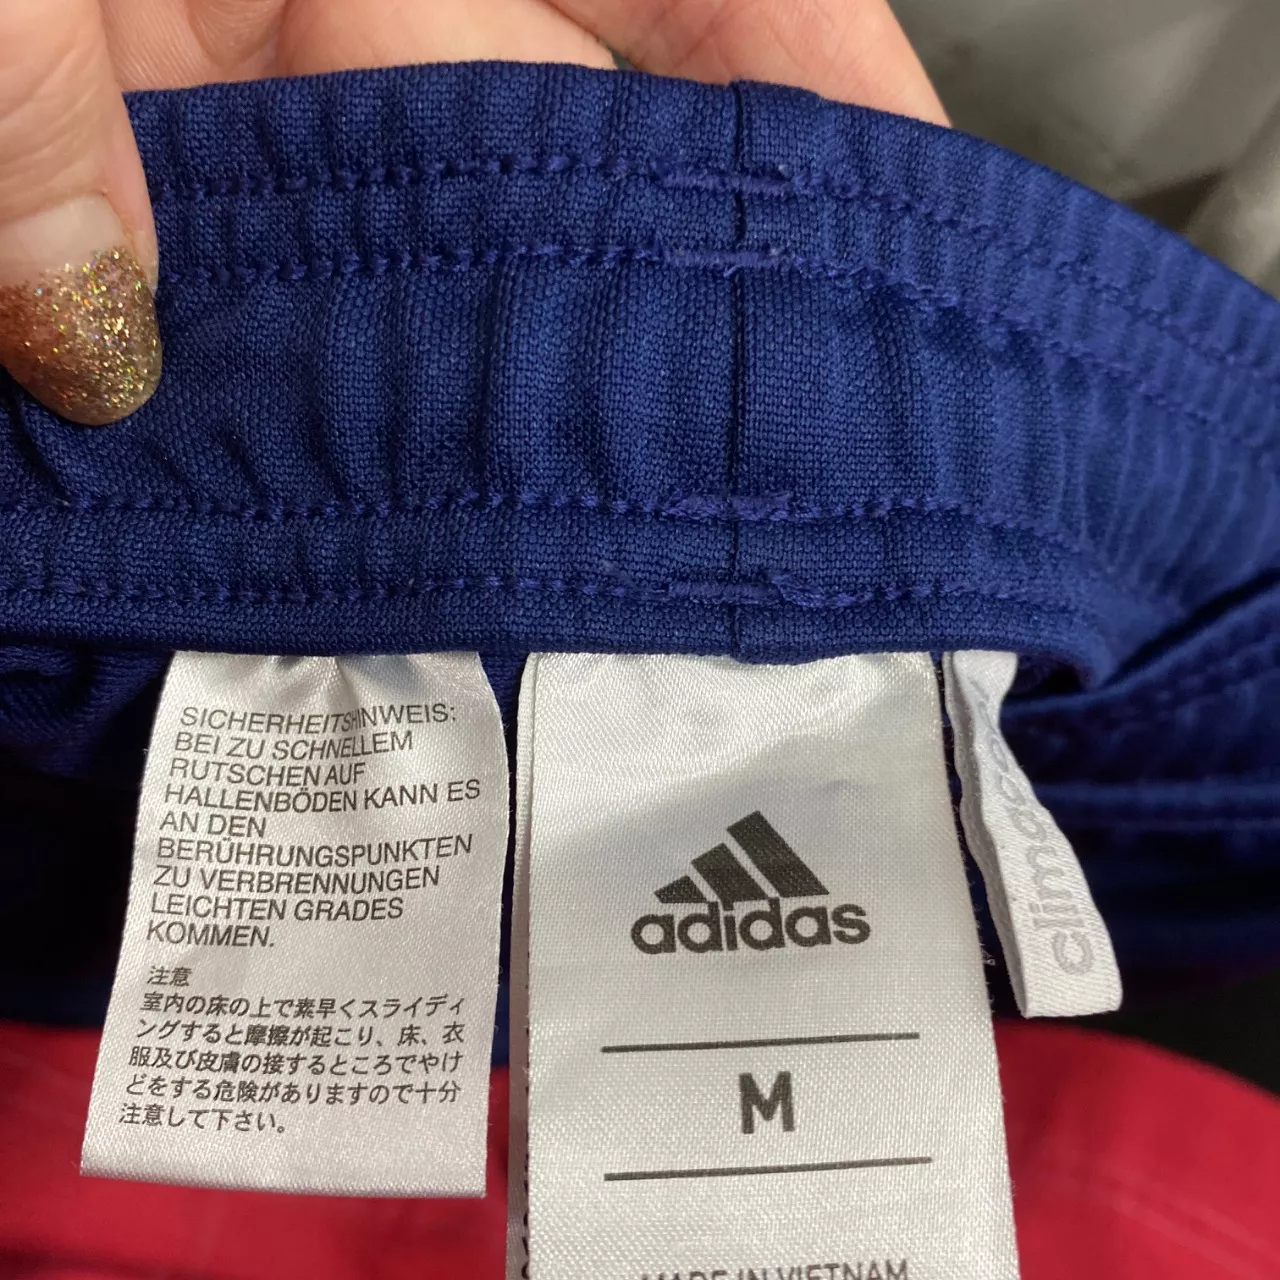 SICHERHEITSHINWEIS:
BEI ZU SCHNELLEM
RUTSCHEN AUF
HALLENBÖDEN KANN ES
AN DEN
BERÜHRUNGSPUNKTEN
ZU VERBRENNUNGEN
LEICHTEN GRADES
KOMMEN.
注意
室内の床の上で素早くスライディ
ングすると摩擦が起こり、床、衣
服及び皮膚の接するところでやけ
どをする危険がありますので十分
注意して下さい。
adidas
M
MADE IN VIETNAM